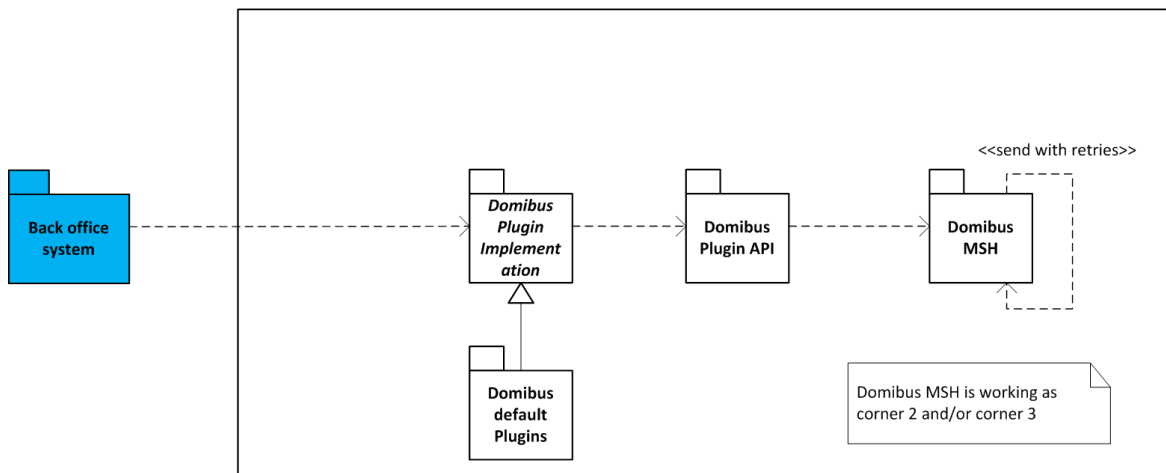 <<send with retries>>
Back office
system
Domibus
Plugin
Implement
ation
Domibus
Plugin API
Domibus
MSH
Domibus
default
Plugins
Domibus MSH is working as
corner 2 and/or corner 3